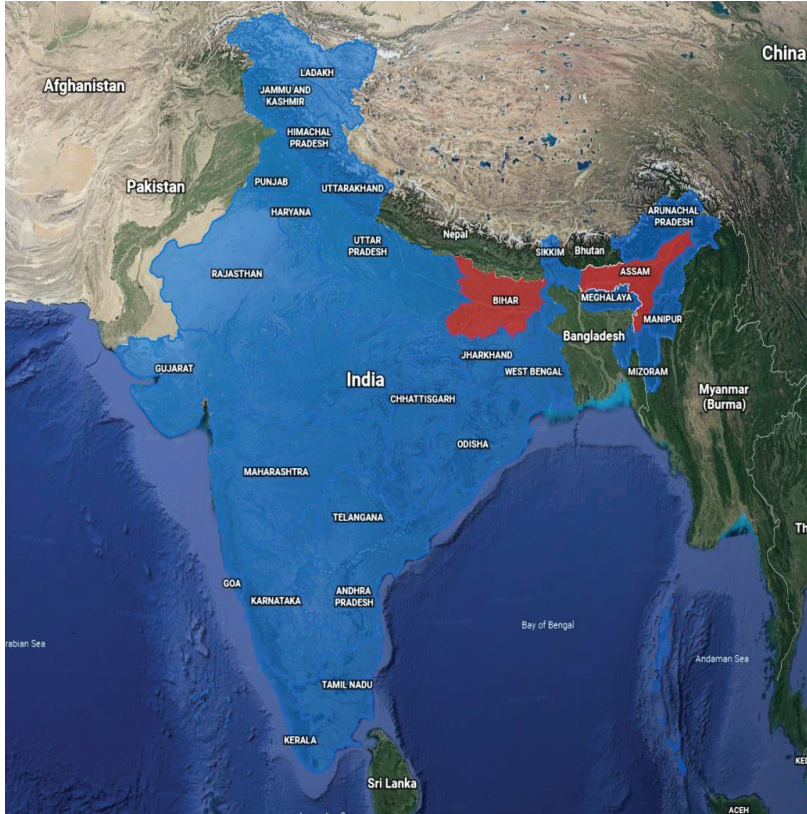 China
Afghanistan
LADAKH
JAMMU AND
KASHMIR
HIMACHAL
PRADESH
Pakistan
PUNJAB
UTTARAKHAND
HARYANA
ARUNACHAL
PRADESH
Nepal
UTTAR
PRADESH
SIKKIM
Bhutan
RAJASTHAN
ASSAM
BIHAR
MEGHALAYA
MANIPUR
Bangladesh
JHARKHAND
GUJARAT
WEST BENGAL
MIZORAM
India
CHHATTISGARH
Myanmar
(Burma)
ODISHA
MAHARASHTRA
TELANGANA
Th
GOA
KARNATAKA
ANDHRA
PRADESH
Bay of Bengal
rabian Sea
Andaman Sea
TAMIL NADU
KERALA
KED
Sri Lanka
ACEH